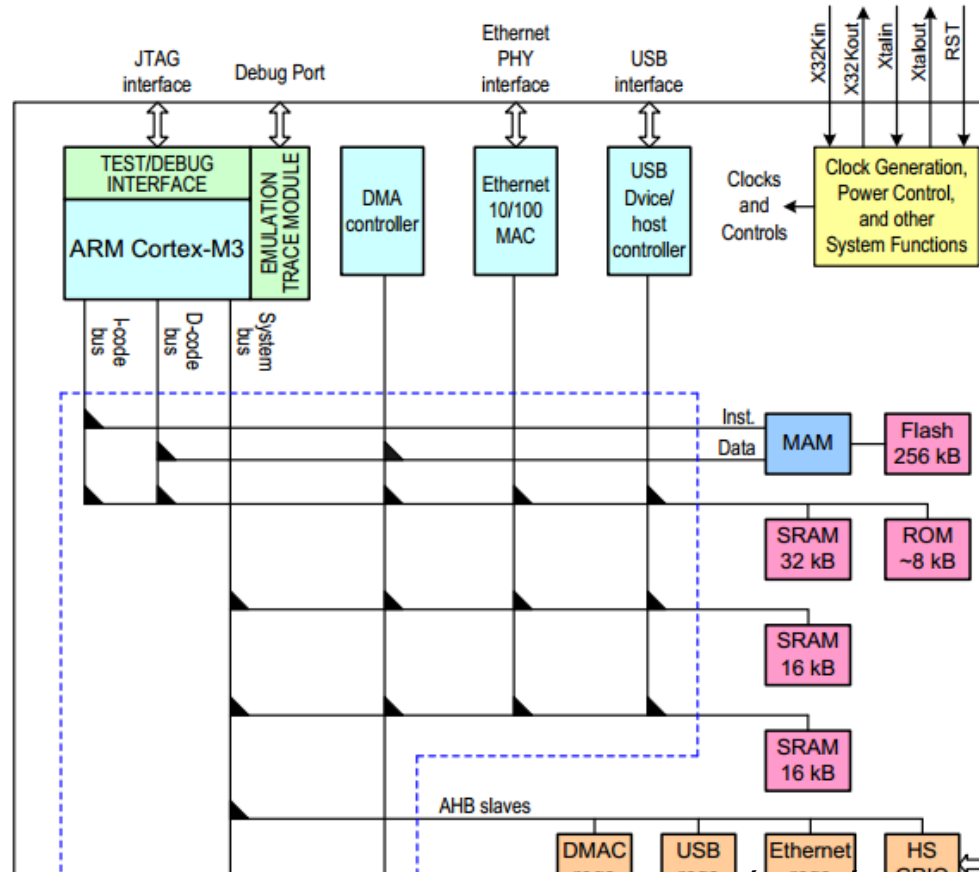 JTAG
interface
Debug Port
Ethernet
PHY
interface
USB
interface
X32Kin
X32Kout
Xtalin
Xtalout
RST
TEST/DEBUG
INTERFACE
ARM Cortex-M3
EMULATION
TRACE MODULE
DMA
controller
Ethernet
10/100
MAC
USB
Dvice/
host
controller
Clocks
and
Controls
Clock Generation,
Power Control,
and other
System Functions
I-code
bus
D-code
bus
System
bus
Inst.
Data
MAM
Flash
256 kB
SRAM
32 kB
ROM
~8 kB
SRAM
16 kB
SRAM
16 kB
AHB slaves
DMAC
USB
Ethernet
HS